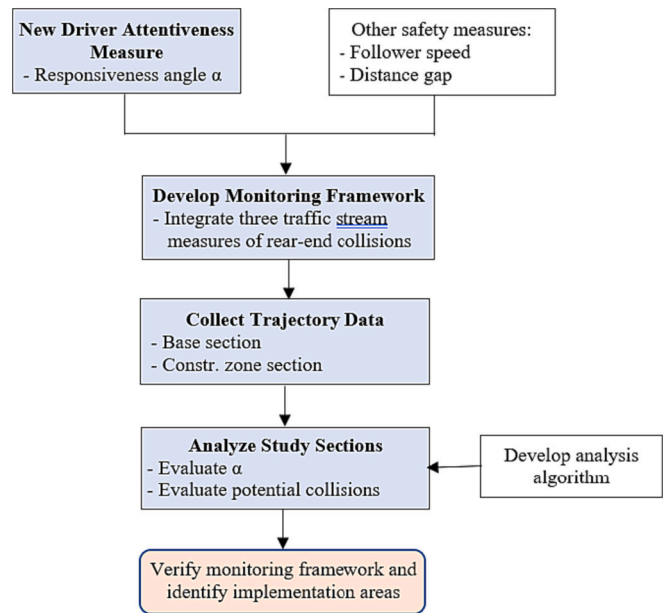 New Driver Attentiveness
Measure
- Responsiveness angle α
Other safety measures:
- Follower speed
- Distance gap
Develop Monitoring Framework
- Integrate three traffic stream
measures of rear-end collisions
Collect Trajectory Data
- Base section
- Constr. zone section
Analyze Study Sections
- Evaluate α
- Evaluate potential collisions
Develop analysis
algorithm
Verify monitoring framework and
identify implementation areas